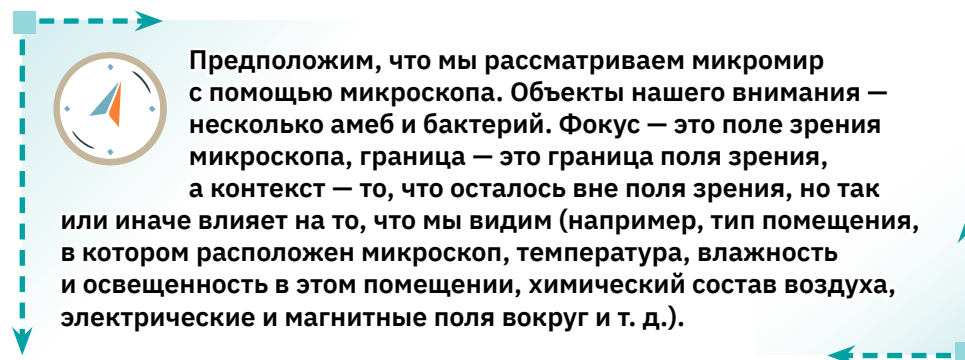 Предположим, что мы рассматриваем микромир
с помощью микроскопа. Объекты нашего внимания —
несколько амеб и бактерий. Фокус — это поле зрения
микроскопа, граница — это граница поля зрения,
а контекст — то, что осталось вне поля зрения, но так
или иначе влияет на то, что мы видим (например, тип помещения,
в котором расположен микроскоп, температура, влажность
и освещенность в этом помещении, химический состав воздуха,
электрические и магнитные поля вокруг и т. д.).